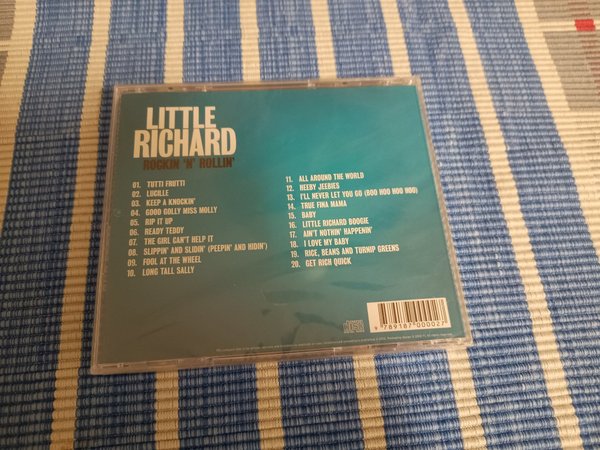 LITTLE
RICHARD
ROCKIN 'N' ROLLIN'
01. TUTTI FRUTTI
02. LUCILLE
03. KEEP A KNOCKIN'
04. GOOD GOLLY MISS MOLLY
05. RIP IT UP
06. READY TEDDY
07. THE GIRL CAN'T HELP IT
08. SLIPPIN' AND SLIDIN' (PEEPIN' AND HIDIN')
09. FOOL AT THE WHEEL
10. LONG TALL SALLY
11. ALL AROUND THE WORLD
12. HEEBY JEEBIES
13. I'LL NEVER LET YOU GO (BOO HOO HOO HOO)
14. TRUE FINA MAMA
15. BABY
16. LITTLE RICHARD BOOGIE
17. AIN'T NOTHIN' HAPPENIN'
18. I LOVE MY BABY
19. RICE, BEANS AND TURNIP GREENS
20. GET RICH QUICK
9 789187 000027